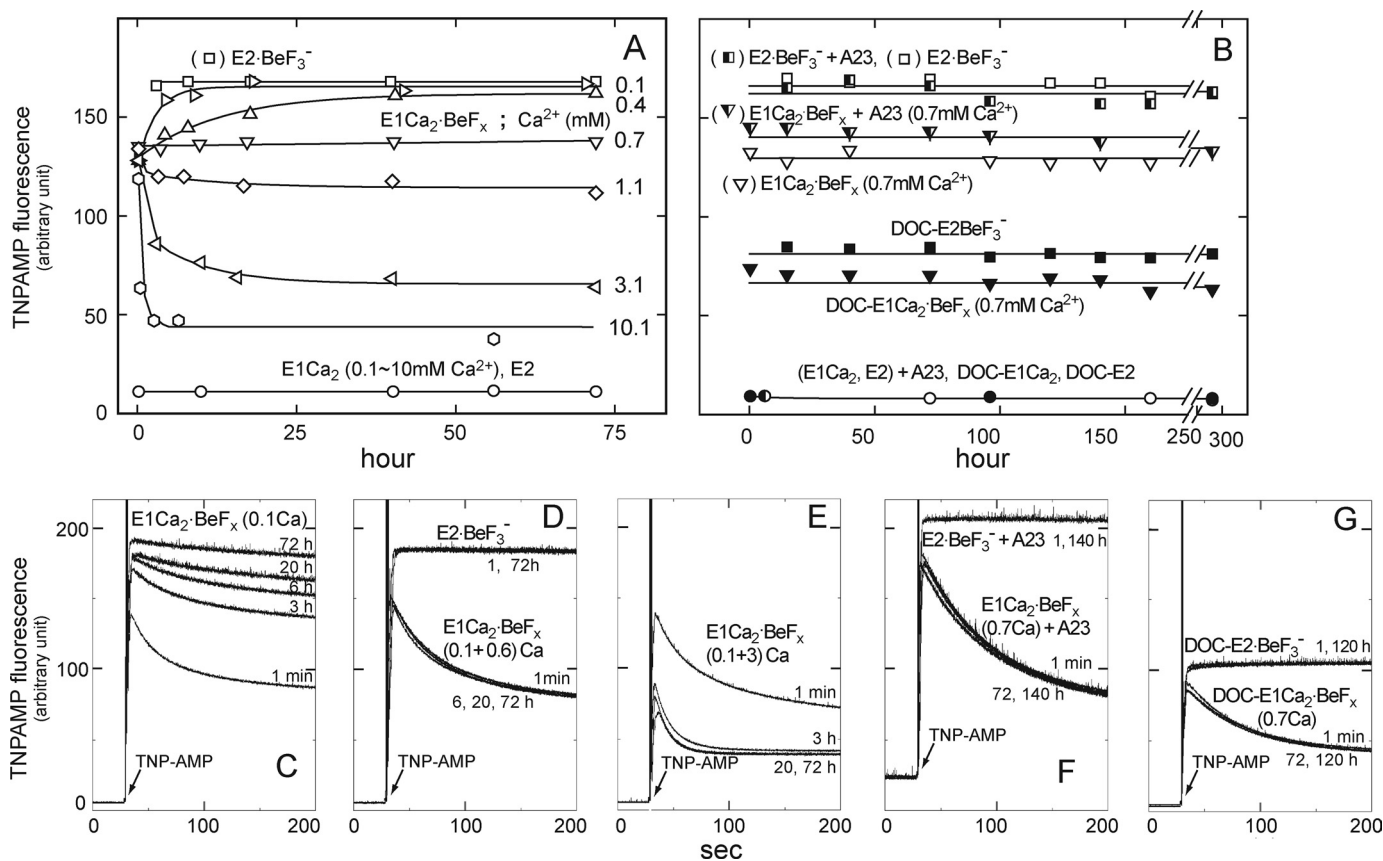 A
(□) E2·BeF₃⁻
0.1
0.4
E1Ca₂·BeFₓ ; Ca²⁺ (mM)
0.7
1.1
3.1
10.1
E1Ca₂ (0.1~10mM Ca²⁺), E2
TNPAMP fluorescence
(arbitrary unit)
150
100
50
0
0 25 50 75
hour
B
(◧) E2·BeF₃⁻ + A23, (□) E2·BeF₃⁻
(▼) E1Ca₂·BeFₓ + A23 (0.7mM Ca²⁺)
(▽) E1Ca₂·BeFₓ (0.7mM Ca²⁺)
DOC-E2BeF₃⁻
DOC-E1Ca₂·BeFₓ (0.7mM Ca²⁺)
(E1Ca₂, E2) + A23, DOC-E1Ca₂, DOC-E2
0 50 100 150 250 300
hour
TNPAMP fluorescence
(arbitrary unit)
200
100
0
E1Ca₂·BeFₓ (0.1Ca)
72 h
20 h
6 h
3 h
1 min
TNP-AMP
C
0 100 200
D
E2·BeF₃⁻
1, 72h
E1Ca₂·BeFₓ
(0.1+0.6) Ca
1min
6, 20, 72 h
TNP-AMP
0 100 200
E
E1Ca₂·BeFₓ
(0.1+3) Ca
1 min
3 h
20, 72 h
TNP-AMP
0 100 200
E2·BeF₃⁻ + A23 1,140 h
E1Ca₂·BeFₓ
(0.7Ca) + A23
1 min
72, 140 h
TNP-AMP
F
0 100 200
G
DOC-E2·BeF₃⁻ 1,120 h
DOC-E1Ca₂·BeFₓ
(0.7Ca)
1 min
72, 120 h
TNP-AMP
0 100 200
sec